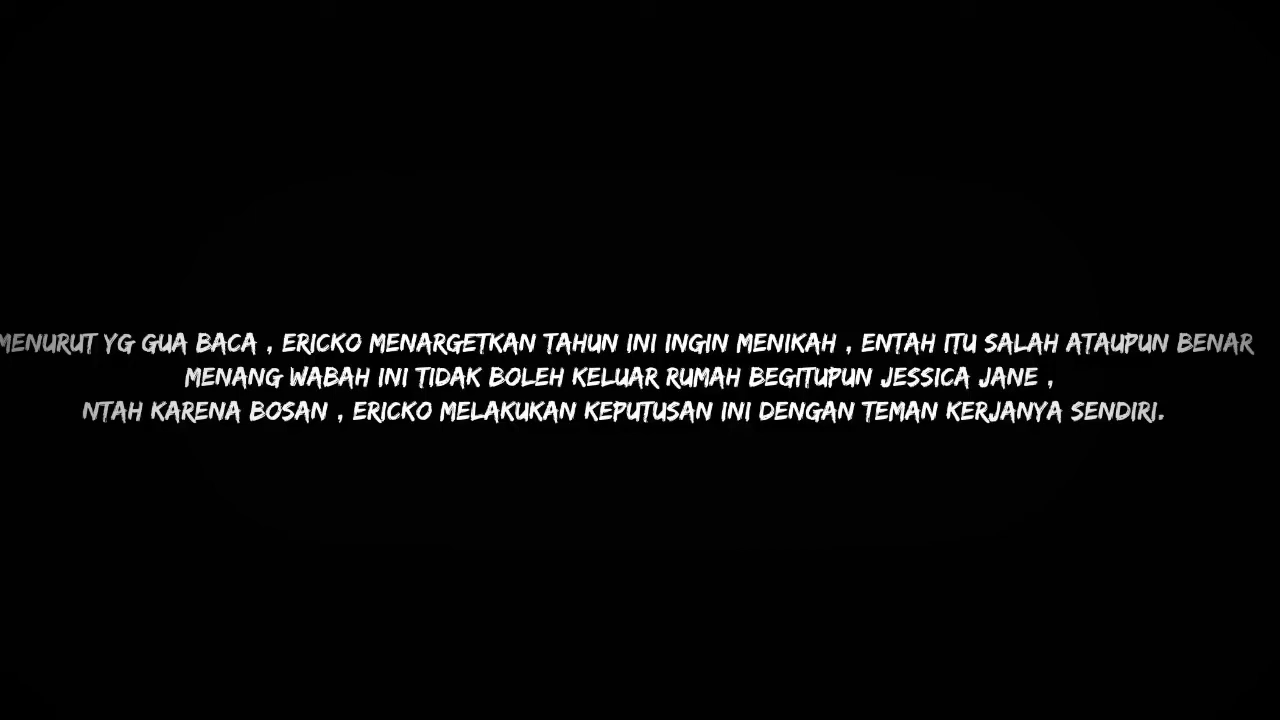 MENURUT YG GUA BACA , ERICKO MENARGETKAN TAHUN INI INGIN MENIKAH , ENTAH ITU SALAH ATAUPUN BENAR
MENANG WABAH INI TIDAK BOLEH KELUAR RUMAH BEGITUPUN JESSICA JANE ,
NTAH KARENA BOSAN , ERICKO MELAKUKAN KEPUTUSAN INI DENGAN TEMAN KERJANYA SENDIRI.